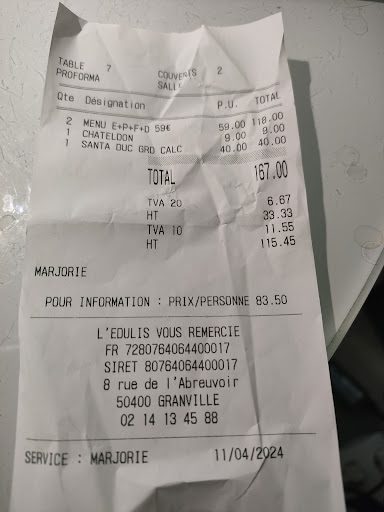 TABLE 7 COUVERTS 2
PROFORMA SALLE
Qte Désignation P.U. TOTAL
2 MENU E+P+F+D 59€ 59.00 118.00
1 CHATELDON 9.00 9.00
1 SANTA DUC GRD CALC 40.00 40.00
TOTAL 167.00
TVA 20 6.67
HT 33.33
TVA 10 11.55
HT 115.45
MARJORIE
POUR INFORMATION : PRIX/PERSONNE 83.50
L'EDULIS VOUS REMERCIE
FR 7280764064400017
SIRET 80764064400017
8 rue de l'Abreuvoir
50400 GRANVILLE
02 14 13 45 88
SERVICE : MARJORIE 11/04/2024